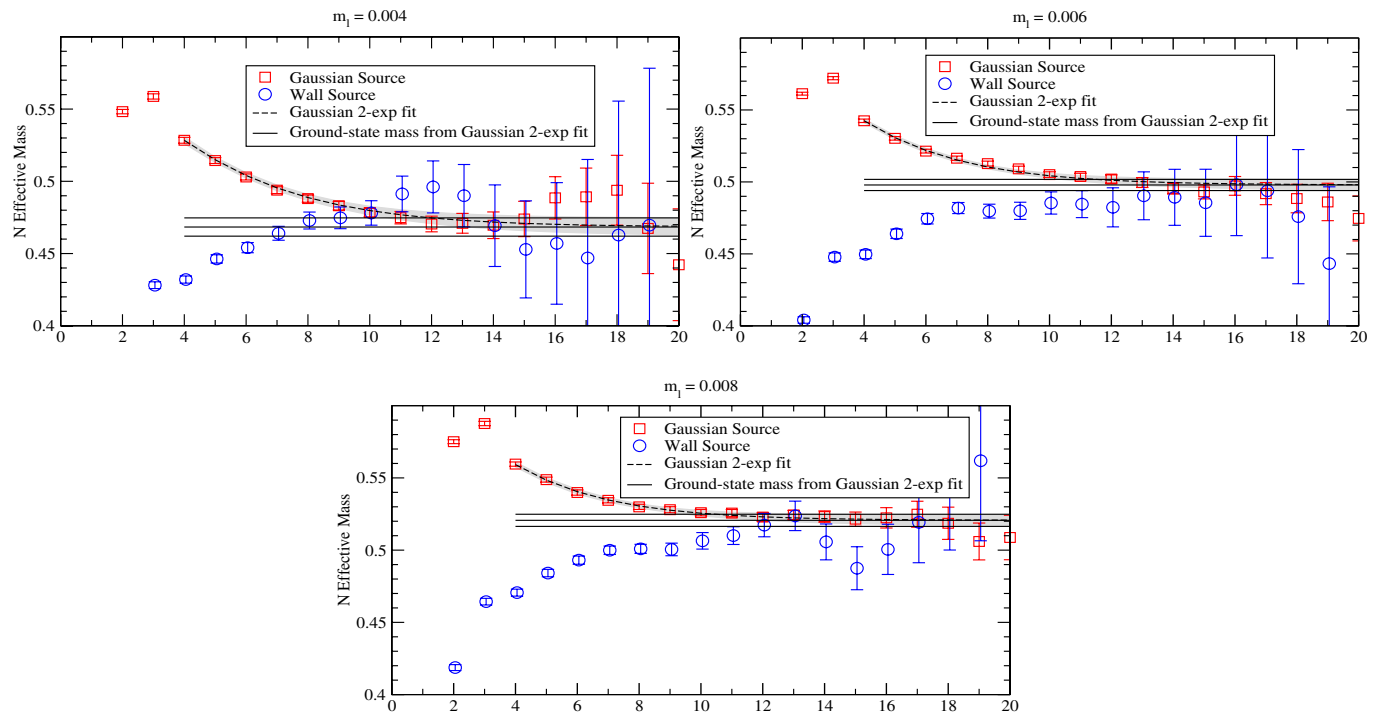 m_l = 0.004
0.55
0.5
0.45
0.4
N Effective Mass
Gaussian Source
Wall Source
Gaussian 2-exp fit
Ground-state mass from Gaussian 2-exp fit
0 2 4 6 8 10 12 14 16 18 20
m_l = 0.006
0.55
0.5
0.45
0.4
N Effective Mass
Gaussian Source
Wall Source
Gaussian 2-exp fit
Ground-state mass from Gaussian 2-exp fit
0 2 4 6 8 10 12 14 16 18 20
m_l = 0.008
0.55
0.5
0.45
0.4
N Effective Mass
Gaussian Source
Wall Source
Gaussian 2-exp fit
Ground-state mass from Gaussian 2-exp fit
0 2 4 6 8 10 12 14 16 18 20